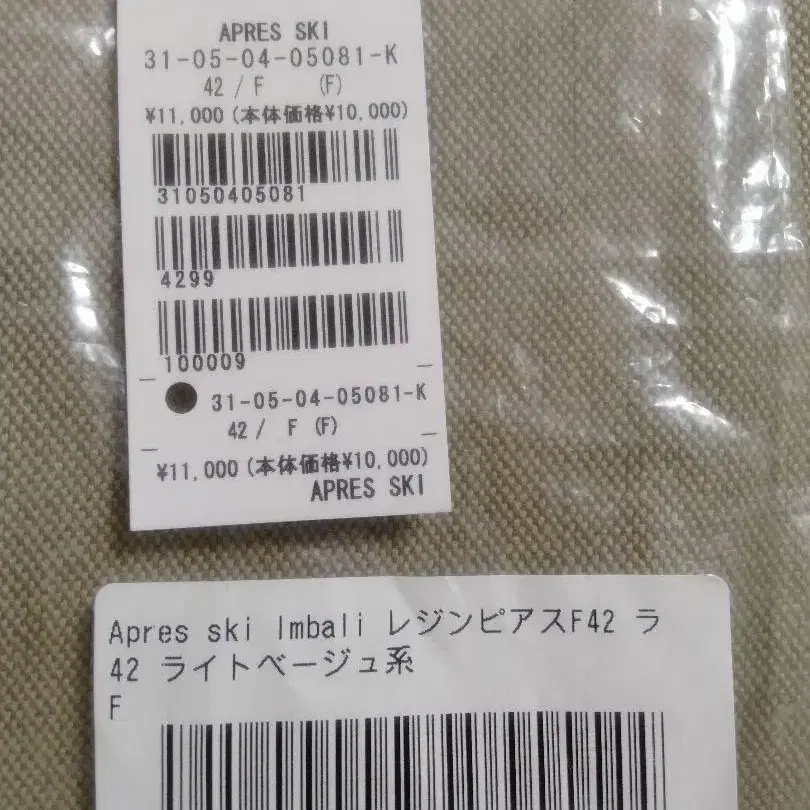 APRES SKI
31-05-04-05081-K
42 / F (F)
¥11,000 (本体価格¥10,000)
31050405081
4299
100009
31-05-04-05081-K
42 / F (F)
¥11,000 (本体価格¥10,000)
APRES SKI
Apres ski Imbali レジンピアスF42 ラ
42 ライトベージュ系
F